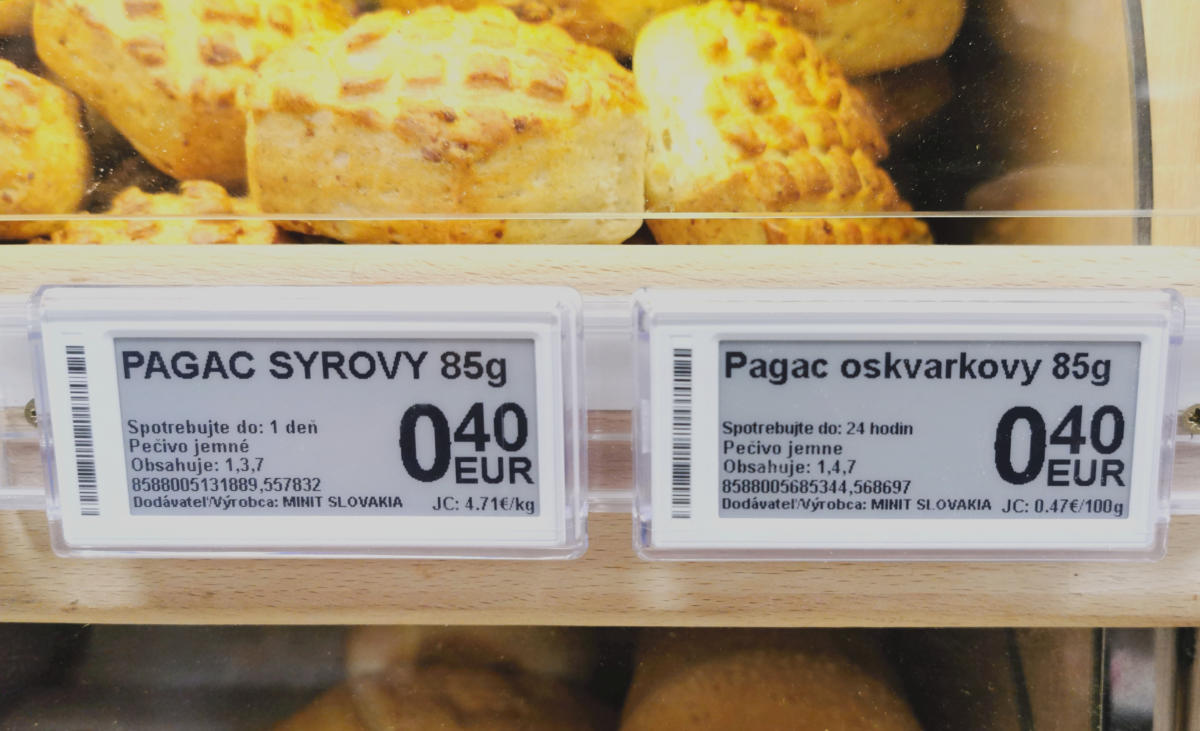 PAGAC SYROVY 85g
Spotrebujte do: 1 deň
Pečivo jemné
Obsahuje: 1,3,7
8588005131889,557832
Dodávateľ/Výrobca: MINIT SLOVAKIA
0 40
EUR
JC: 4.71€/kg
Pagac oskvarkovy 85g
Spotrebujte do: 24 hodin
Pečivo jemne
Obsahuje: 1,4,7
8588005685344,568697
Dodávateľ/Výrobca: MINIT SLOVAKIA
0 40
EUR
JC: 0.47€/100g